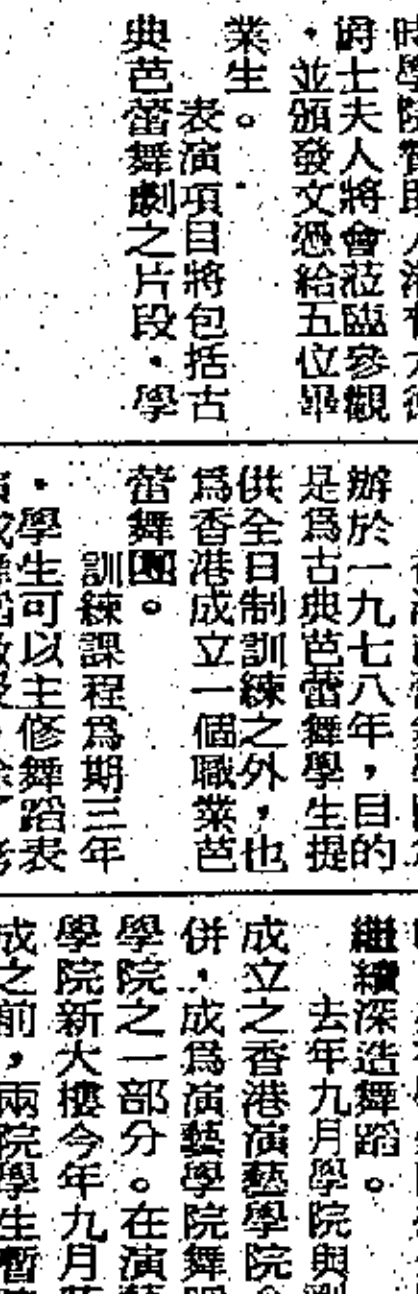 爵士夫人將會蒞臨參觀
，並頒發文憑給五位畢
業生。
表演項目將包括古
典芭蕾舞劇之片段，學
辦於一九七八年，目的
是爲古典芭蕾舞學生提
供全日制訓練之外，也
爲香港成立一個職業芭
蕾舞團。
訓練課程爲期三年
，學生可以主修舞蹈表
繼續深造舞蹈。
去年九月學院與
成立之香港演藝學院
併，成爲演藝學院舞
學院之一部分。在演
學院新大樓今年九月
成之前，兩院學生暫